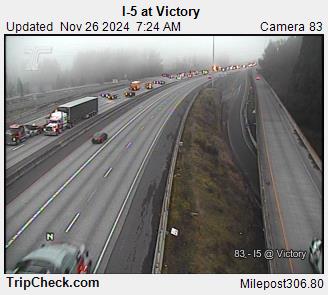 I-5 at Victory
Updated Nov 26 2024 7:24 AM Camera 83
N
83 - I5 @ Victory
TripCheck.com Milepost306.80